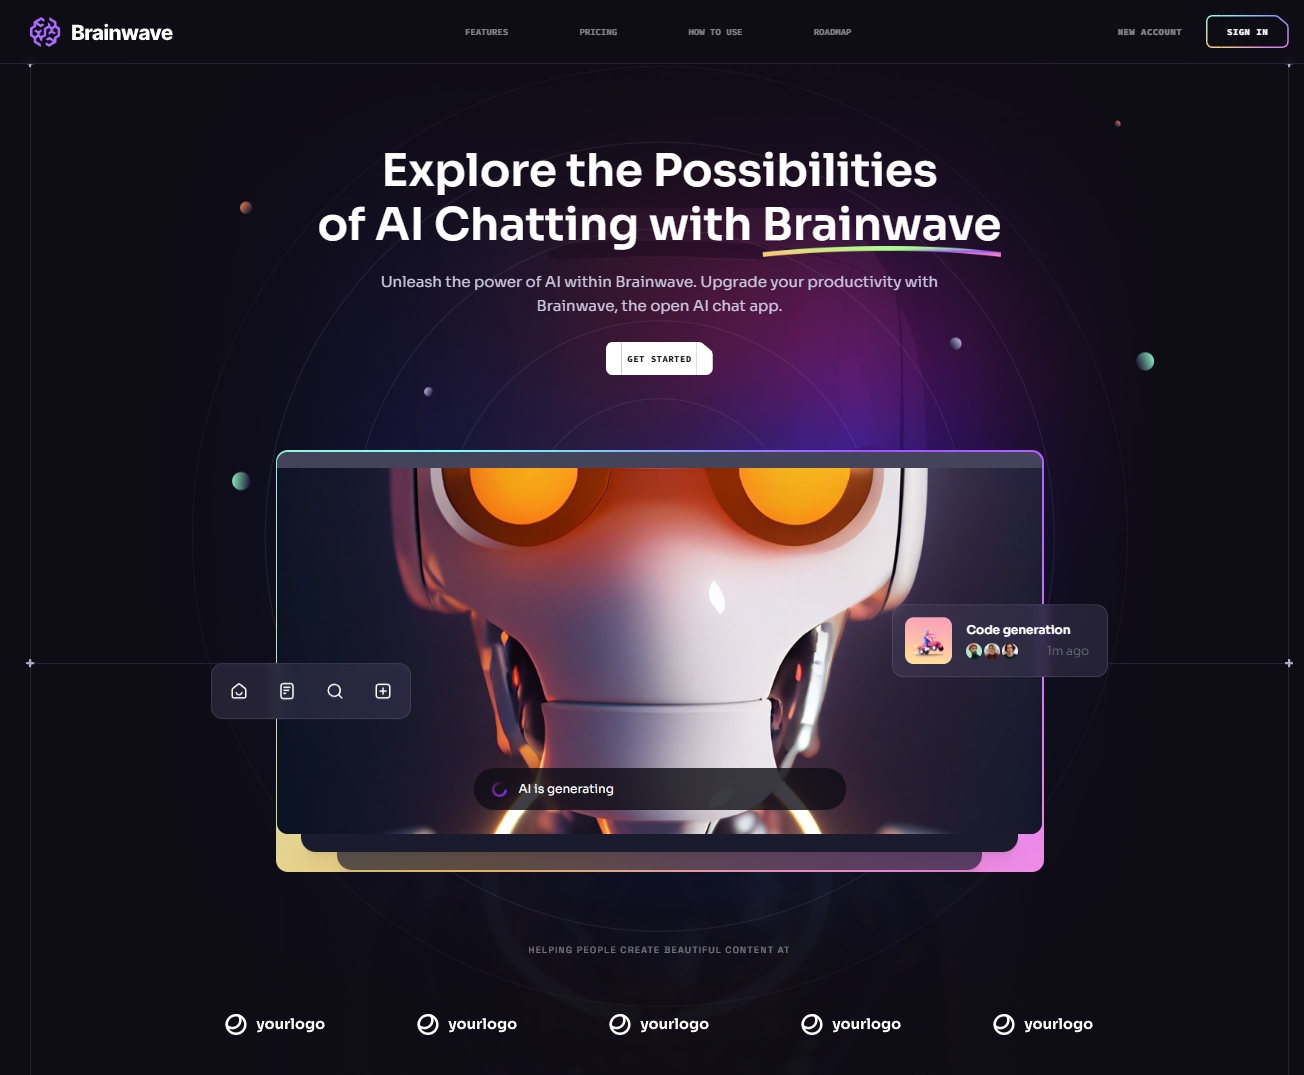 Brainwave
FEATURES
PRICING
HOW TO USE
ROADMAP
NEW ACCOUNT
SIGN IN
Explore the Possibilities
of AI Chatting with Brainwave
Unleash the power of AI within Brainwave. Upgrade your productivity with
Brainwave, the open AI chat app.
GET STARTED
Code generation
1m ago
AI is generating
HELPING PEOPLE CREATE BEAUTIFUL CONTENT AT
yourlogo
yourlogo
yourlogo
yourlogo
yourlogo